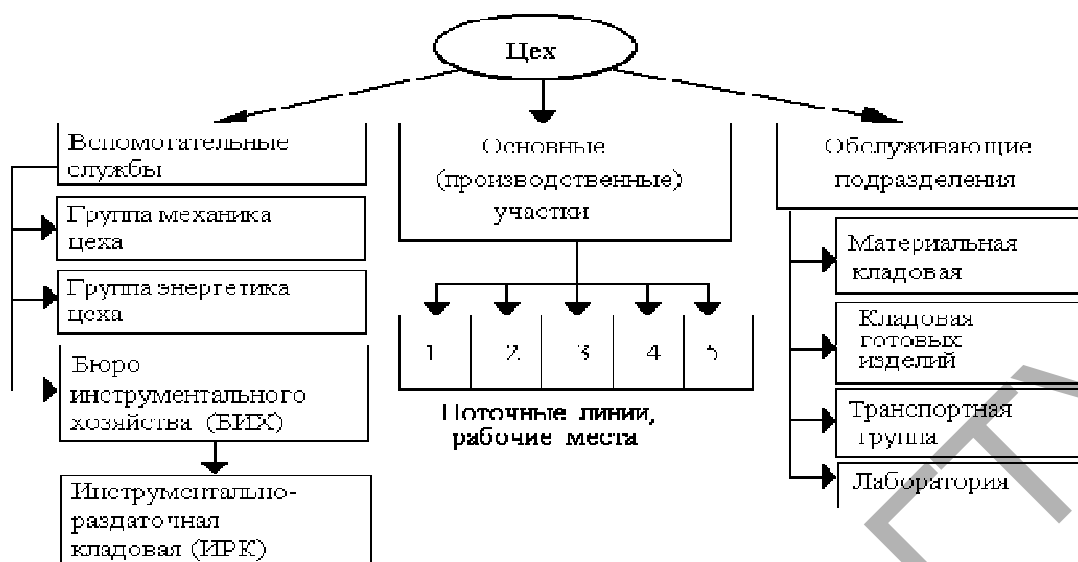 Цех
Вспомогательные
службы
Группа механика
цеха
Группа энергетика
цеха
Бюро
инструментального
хозяйства (БИХ)
Инструментально-
раздаточная
кладовая (ИРК)
Основные
(производственные)
участки
1 2 3 4 5
Поточные линии,
рабочие места
Обслуживающие
подразделения
Материальная
кладовая
Кладовая
готовых
изделий
Транспортная
группа
Лаборатория